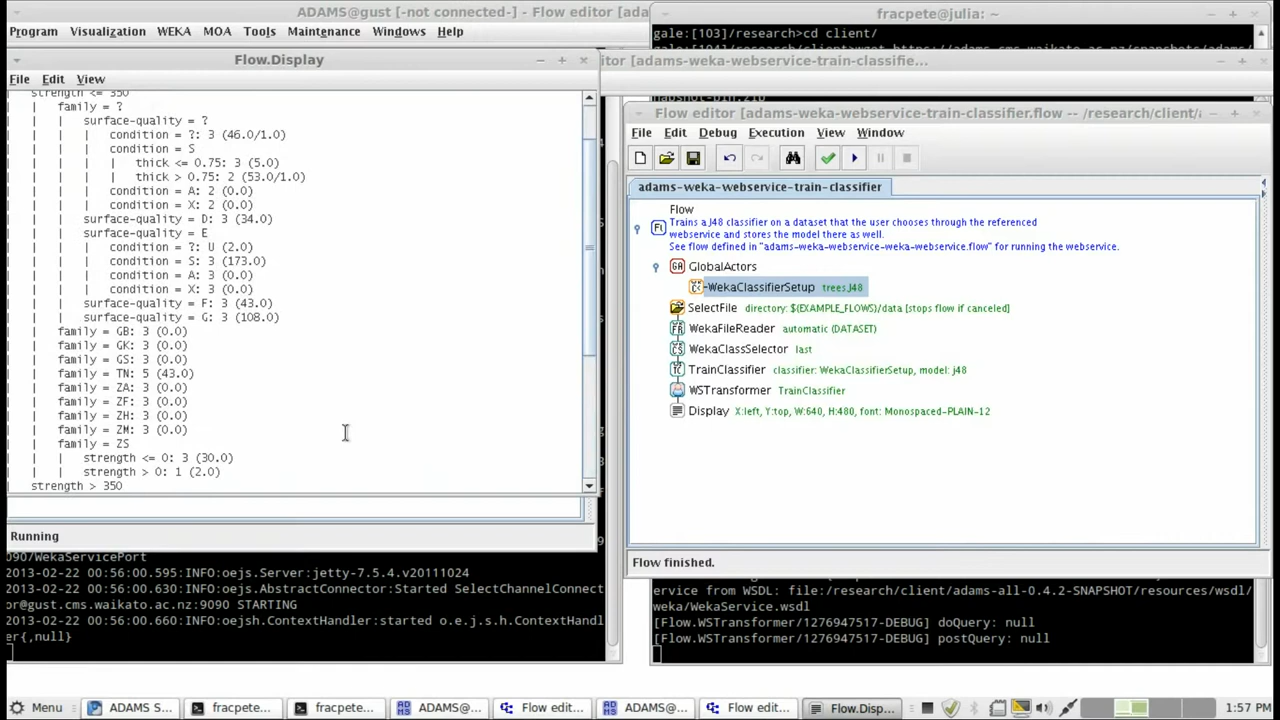 ADAMS@gust [-not connected-] - Flow editor [ada
Program Visualization WEKA MOA Tools Maintenance Windows Help
fracpete@julia: ~
gale:[103]/research>cd client/
itor [adams-weka-webservice-train-classifie...
Flow.Display
File Edit View
strength <= 350
| family = ?
| | surface-quality = ?
| | | condition = ?: 3 (46.0/1.0)
| | | condition = S
| | | | thick <= 0.75: 3 (5.0)
| | | | thick > 0.75: 2 (53.0/1.0)
| | | condition = A: 2 (0.0)
| | | condition = X: 2 (0.0)
| | surface-quality = D: 3 (34.0)
| | surface-quality = E
| | | condition = ?: U (2.0)
| | | condition = S: 3 (173.0)
| | | condition = A: 3 (0.0)
| | | condition = X: 3 (0.0)
| | surface-quality = F: 3 (43.0)
| | surface-quality = G: 3 (108.0)
| family = GB: 3 (0.0)
| family = GK: 3 (0.0)
| family = GS: 3 (0.0)
| family = TN: 5 (43.0)
| family = ZA: 3 (0.0)
| family = ZF: 3 (0.0)
| family = ZH: 3 (0.0)
| family = ZM: 3 (0.0)
| family = ZS
| | strength <= 0: 3 (30.0)
| | strength > 0: 1 (2.0)
strength > 350
Running
090/WekaServicePort
2013-02-22 00:56:00.595:INFO:oejs.Server:jetty-7.5.4.v20111024
2013-02-22 00:56:00.630:INFO:oejs.AbstractConnector:Started SelectChannelConnect
or@gust.cms.waikato.ac.nz:9090 STARTING
2013-02-22 00:56:00.660:INFO:oejsh.ContextHandler:started o.e.j.s.h.ContextHandl
er{,null}
Flow editor [adams-weka-webservice-train-classifier.flow -- /research/client/
File Edit Debug Execution View Window
adams-weka-webservice-train-classifier
Flow
Trains a J48 classifier on a dataset that the user chooses through the referenced
webservice and stores the model there as well.
See flow defined in "adams-weka-webservice-weka-webservice.flow" for running the webservice.
GlobalActors
WekaClassifierSetup trees.J48
SelectFile directory: ${EXAMPLE_FLOWS}/data [stops flow if canceled]
WekaFileReader automatic (DATASET)
WekaClassSelector last
TrainClassifier classifier: WekaClassifierSetup, model: j48
WSTransformer TrainClassifier
Display X:left, Y:top, W:640, H:480, font: Monospaced-PLAIN-12
Flow finished.
ervice from WSDL: file:/research/client/adams-all-0.4.2-SNAPSHOT/resources/wsdl/
weka/WekaService.wsdl
[Flow.WSTransformer/1276947517-DEBUG] doQuery: null
[Flow.WSTransformer/1276947517-DEBUG] postQuery: null
Menu ADAMS S... fracpete... fracpete... ADAMS@... Flow edit... ADAMS@... Flow edit... Flow.Disp... 1:57 PM